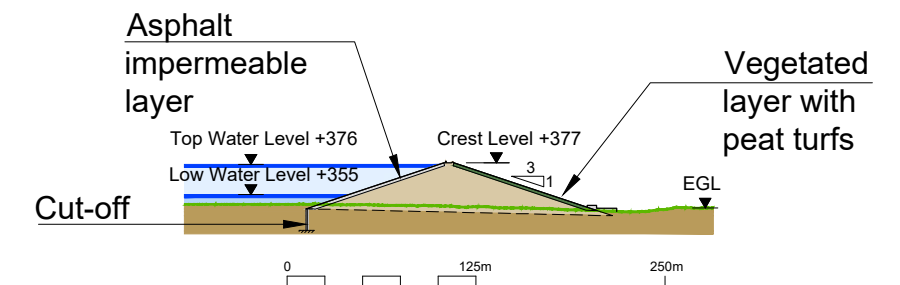 Asphalt
impermeable
layer
Vegetated
layer with
peat turfs
Top Water Level +376
Crest Level +377
3
1
Low Water Level +355
EGL
Cut-off
0
125m
250m